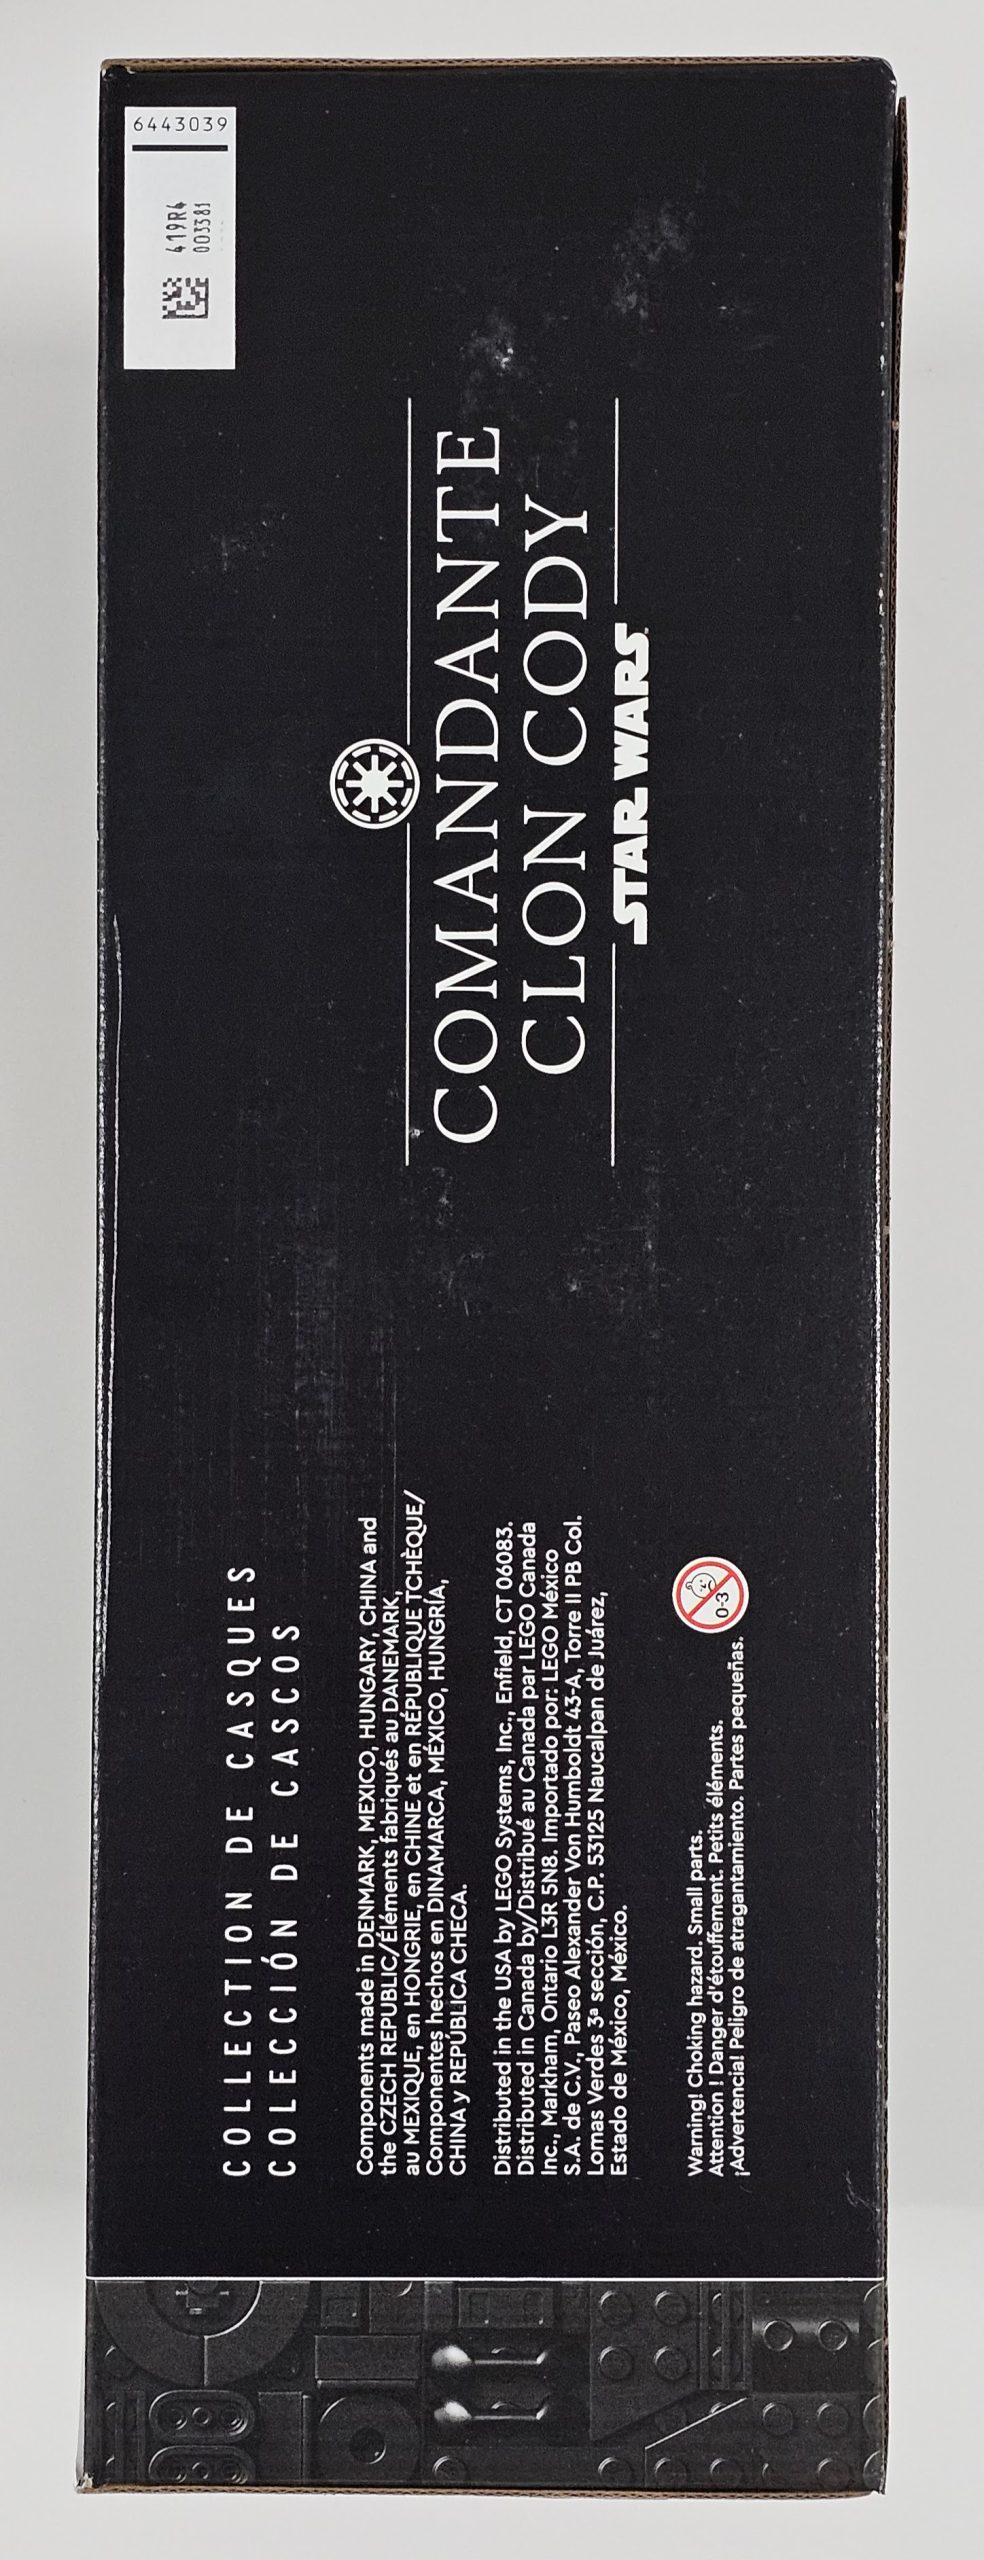 6443039
419R4
003381
COMANDANTE
CLON CODY
STAR WARS
COLLECTION DE CASQUES
COLECCIÓN DE CASCOS
Components made in DENMARK, MEXICO, HUNGARY, CHINA and
the CZECH REPUBLIC/Éléments fabriqués au DANEMARK,
au MEXIQUE, en HONGRIE, en CHINE et en RÉPUBLIQUE TCHÈQUE/
Componentes hechos en DINAMARCA, MÉXICO, HUNGRÍA,
CHINA y REPÚBLICA CHECA.
Distributed in the USA by LEGO Systems, Inc., Enfield, CT 06083.
Distributed in Canada by/Distribué au Canada par LEGO Canada
Inc., Markham, Ontario L3R 5N8. Importado por: LEGO México
S.A. de C.V., Paseo Alexander Von Humboldt 43-A, Torre II PB Col.
Lomas Verdes 3ª sección, C.P. 53125 Naucalpan de Juárez,
Estado de México, México.
Warning! Choking hazard. Small parts.
Attention ! Danger d'étouffement. Petits éléments.
¡Advertencia! Peligro de atragantamiento. Partes pequeñas.
0-3